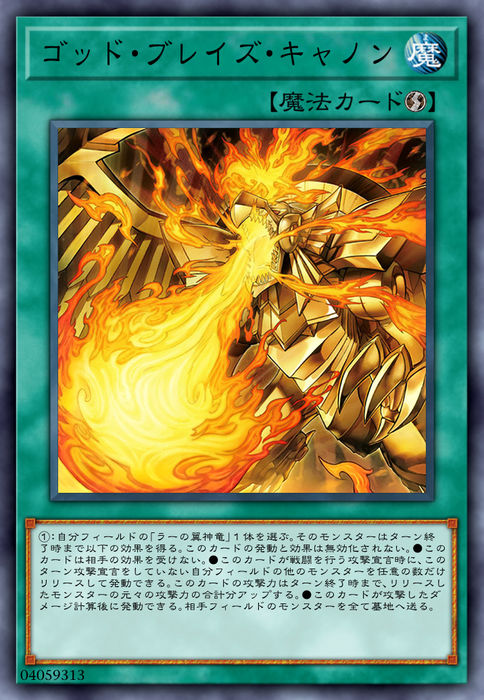 ゴッド・ブレイズ・キャノン
魔
【魔法カード】
①:自分フィールドの「ラーの翼神竜」1体を選ぶ。そのモンスターはターン終
了時まで以下の効果を得る。このカードの発動と効果は無効化されない。●この
カードは相手の効果を受けない。●このカードが戦闘を行う攻撃宣言時に、この
ターン攻撃宣言をしていない自分フィールドの他のモンスターを任意の数だけ
リリースして発動できる。このカードの攻撃力はターン終了時まで、リリースし
たモンスターの元々の攻撃力の合計分アップする。●このカードが攻撃したダ
メージ計算後に発動できる。相手フィールドのモンスターを全て墓地へ送る。
04059313